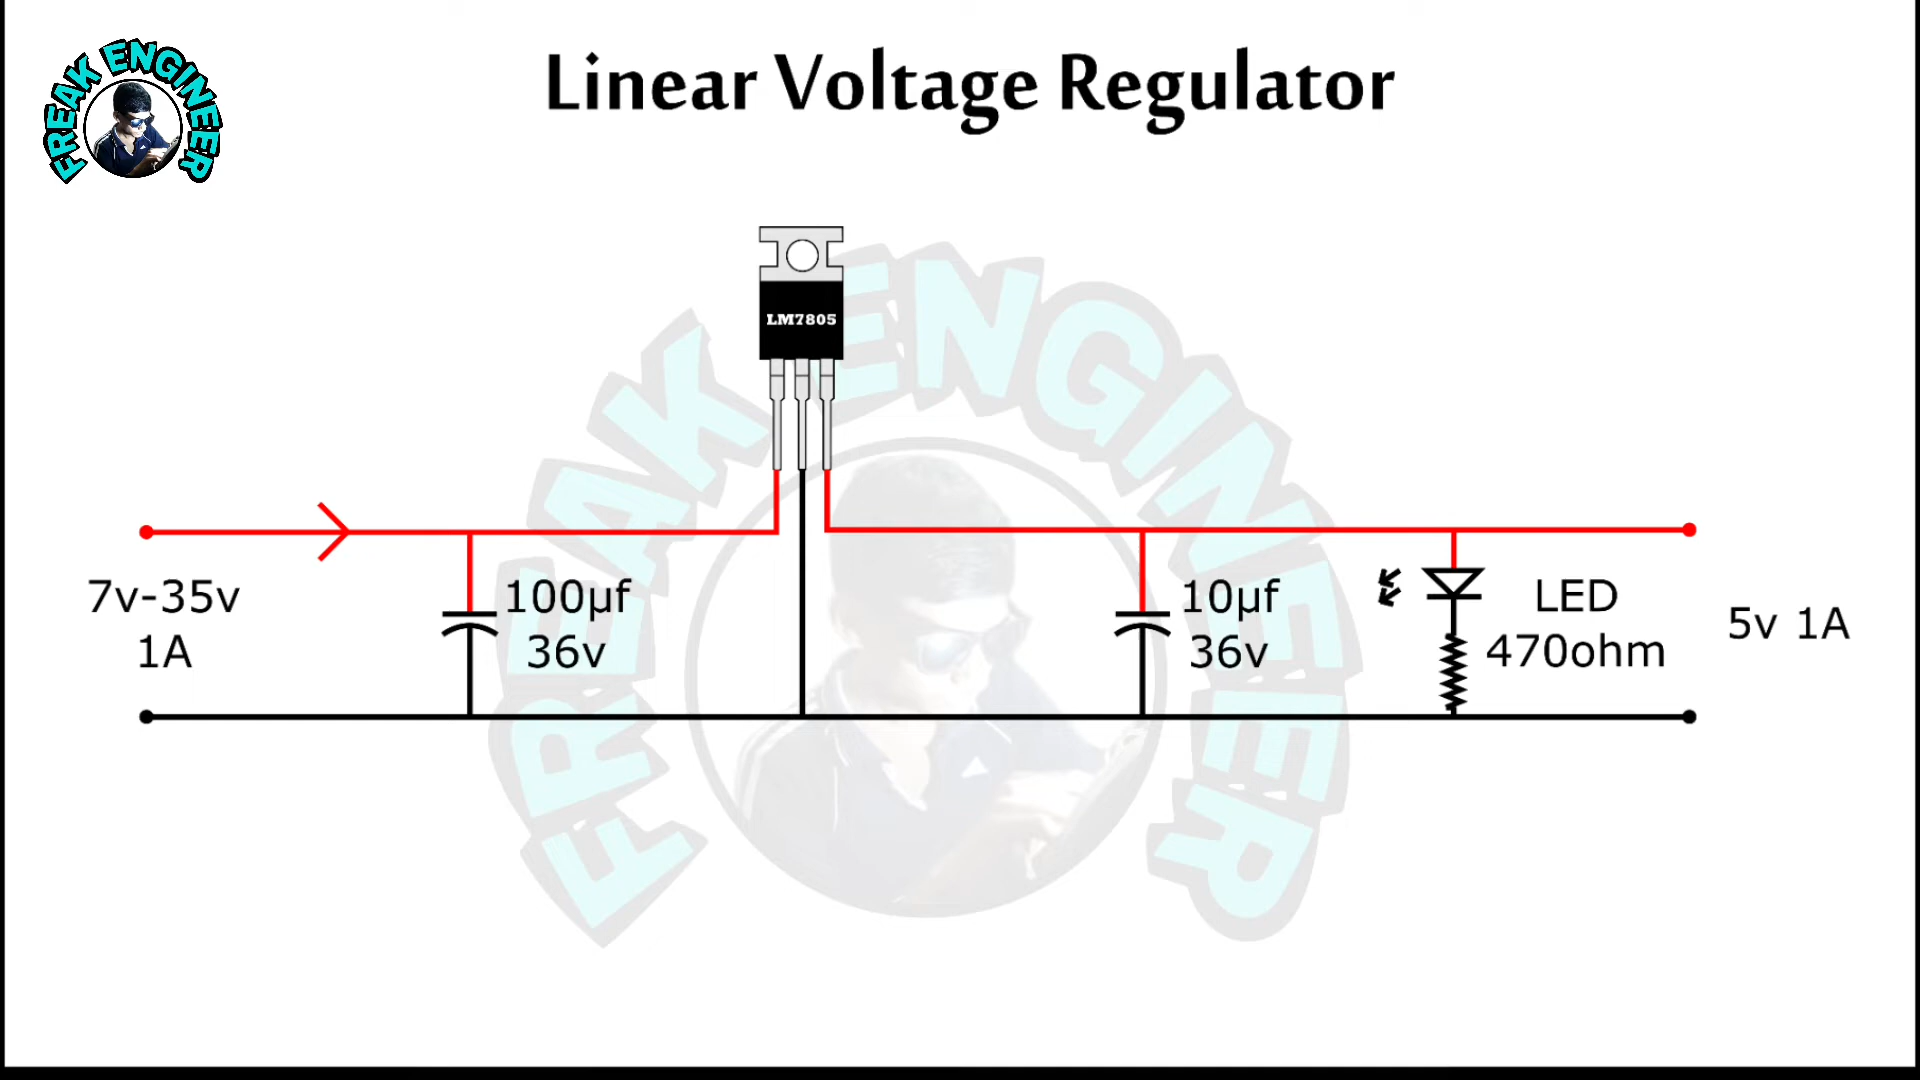 FREAK ENGINEER
Linear Voltage Regulator
FREAK ENGINEER
LM7805
7v-35v
1A
100µf
36v
10µf
36v
LED
470ohm
5v 1A